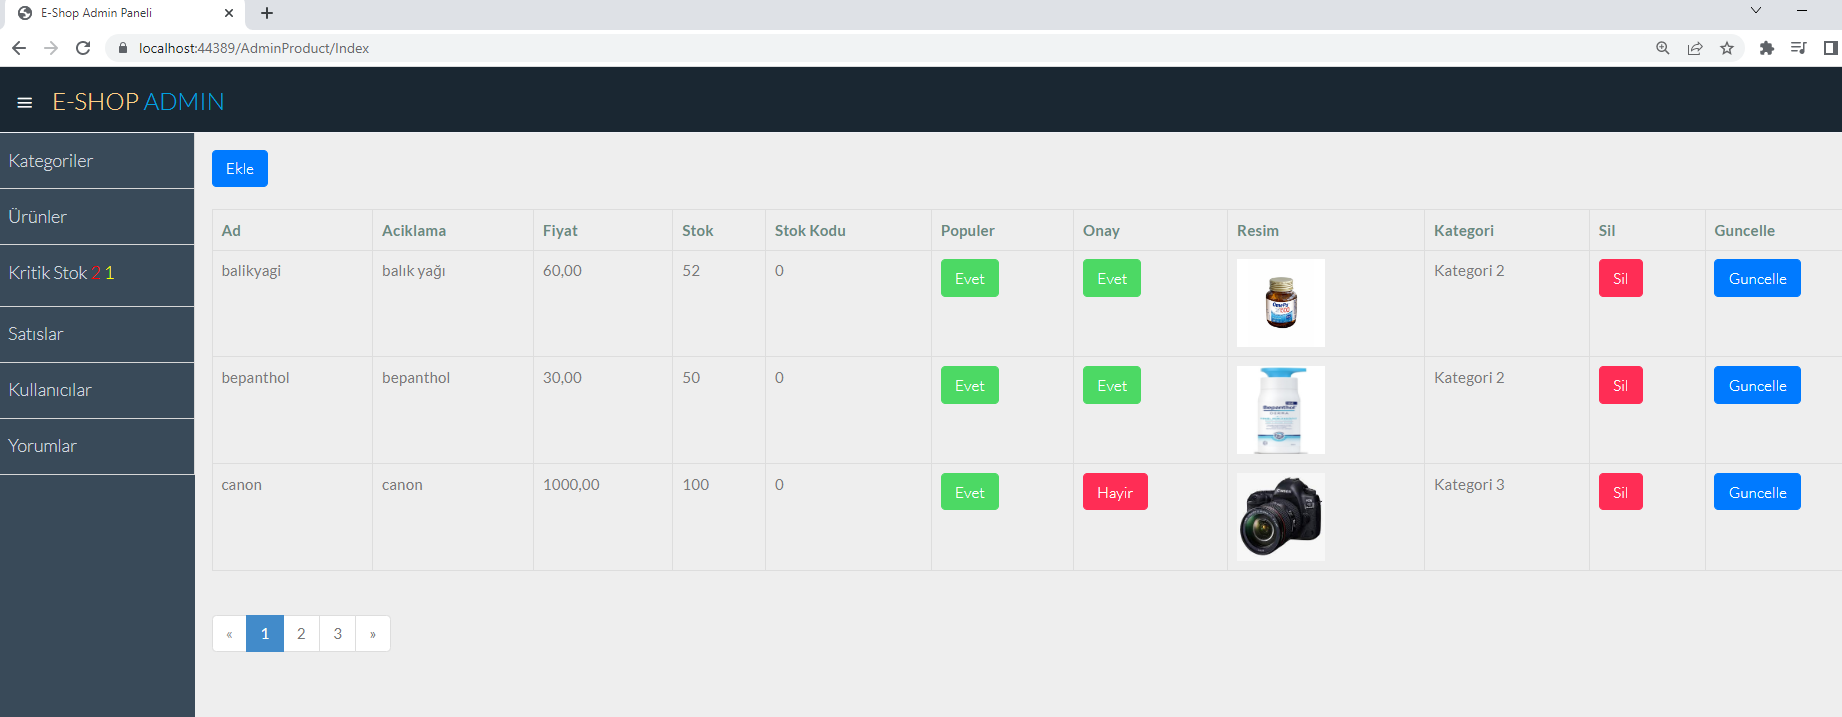 E-Shop Admin Paneli
localhost:44389/AdminProduct/Index
E-SHOP ADMIN
Kategoriler
Ürünler
Kritik Stok 2 1
Satıslar
Kullanıcılar
Yorumlar
Ekle
Ad Aciklama Fiyat Stok Stok Kodu Populer Onay Resim Kategori Sil Guncelle
balikyagi balık yağı 60,00 52 0 Evet Evet Kategori 2 Sil Guncelle
bepanthol bepanthol 30,00 50 0 Evet Evet Kategori 2 Sil Guncelle
canon canon 1000,00 100 0 Evet Hayir Kategori 3 Sil Guncelle
« 1 2 3 »